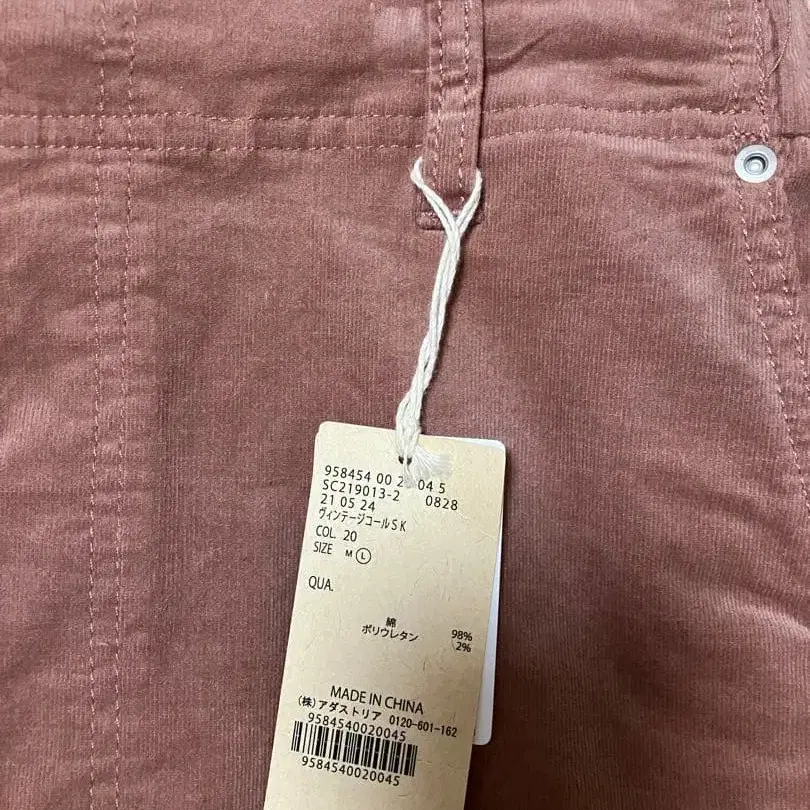 958454 00 2 04 5
SC219013-2 0828
21 05 24
ヴィンテージコールSK
COL. 20
SIZE M L
QUA.
綿 98%
ポリウレタン 2%
MADE IN CHINA
(株)アダストリア 0120-601-162
9584540020045
9584540020045